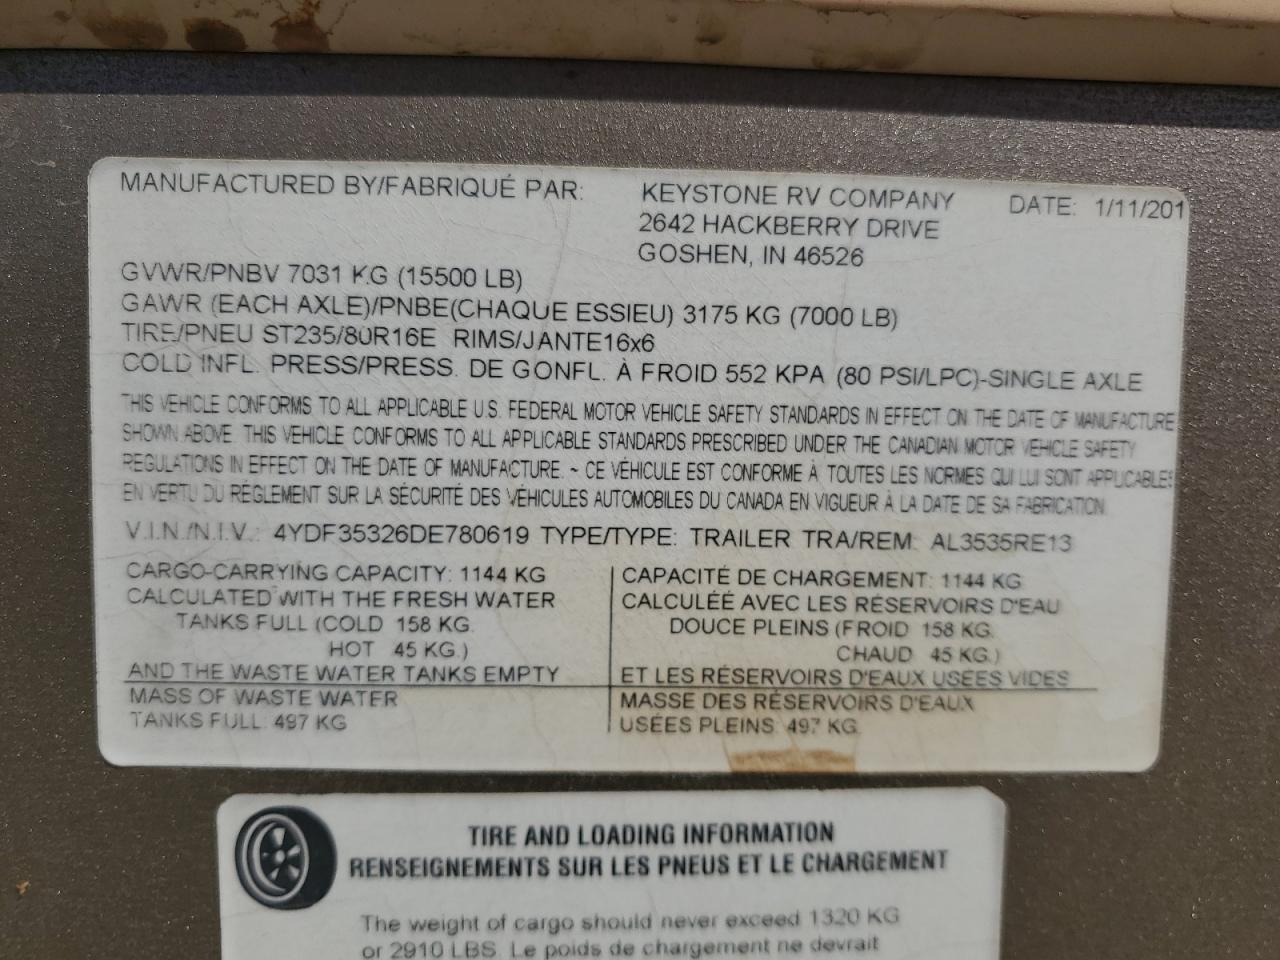 MANUFACTURED BY/FABRIQUÉ PAR: KEYSTONE RV COMPANY DATE: 1/11/201
2642 HACKBERRY DRIVE
GOSHEN, IN 46526
GVWR/PNBV 7031 KG (15500 LB)
GAWR (EACH AXLE)/PNBE(CHAQUE ESSIEU) 3175 KG (7000 LB)
TIRE/PNEU ST235/80R16E RIMS/JANTE16x6
COLD INFL. PRESS/PRESS. DE GONFL. À FROID 552 KPA (80 PSI/LPC)-SINGLE AXLE
THIS VEHICLE CONFORMS TO ALL APPLICABLE U.S. FEDERAL MOTOR VEHICLE SAFETY STANDARDS IN EFFECT ON THE DATE OF MANUFACTURE
SHOWN ABOVE. THIS VEHICLE CONFORMS TO ALL APPLICABLE STANDARDS PRESCRIBED UNDER THE CANADIAN MOTOR VEHICLE SAFETY
REGULATIONS IN EFFECT ON THE DATE OF MANUFACTURE. ~ CE VÉHICULE EST CONFORME À TOUTES LES NORMES QUI LUI SONT APPLICABLES
EN VERTU DU RÉGLEMENT SUR LA SÉCURITÉ DES VÉHICULES AUTOMOBILES DU CANADA EN VIGUEUR À LA DATE DE SA FABRICATION.
V.I.N./N.I.V.: 4YDF35326DE780619 TYPE/TYPE: TRAILER TRA/REM: AL3535RE13
CARGO-CARRYING CAPACITY: 1144 KG
CALCULATED WITH THE FRESH WATER
TANKS FULL (COLD 158 KG.
HOT 45 KG.)
AND THE WASTE WATER TANKS EMPTY
MASS OF WASTE WATER
TANKS FULL: 497 KG
CAPACITÉ DE CHARGEMENT: 1144 KG
CALCULÉE AVEC LES RÉSERVOIRS D'EAU
DOUCE PLEINS (FROID 158 KG.
CHAUD 45 KG.)
ET LES RÉSERVOIRS D'EAUX USÉES VIDES
MASSE DES RÉSERVOIRS D'EAUX
USÉES PLEINS: 497 KG.
TIRE AND LOADING INFORMATION
RENSEIGNEMENTS SUR LES PNEUS ET LE CHARGEMENT
The weight of cargo should never exceed 1320 KG
or 2910 LBS. Le poids de chargement ne devrait